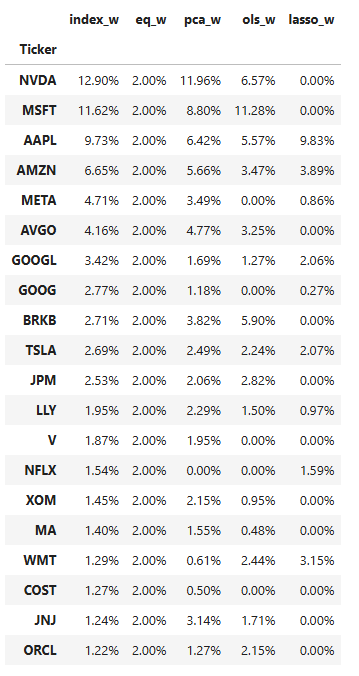 index_w eq_w pca_w ols_w lasso_w
Ticker
NVDA 12.90% 2.00% 11.96% 6.57% 0.00%
MSFT 11.62% 2.00% 8.80% 11.28% 0.00%
AAPL 9.73% 2.00% 6.42% 5.57% 9.83%
AMZN 6.65% 2.00% 5.66% 3.47% 3.89%
META 4.71% 2.00% 3.49% 0.00% 0.86%
AVGO 4.16% 2.00% 4.77% 3.25% 0.00%
GOOGL 3.42% 2.00% 1.69% 1.27% 2.06%
GOOG 2.77% 2.00% 1.18% 0.00% 0.27%
BRKB 2.71% 2.00% 3.82% 5.90% 0.00%
TSLA 2.69% 2.00% 2.49% 2.24% 2.07%
JPM 2.53% 2.00% 2.06% 2.82% 0.00%
LLY 1.95% 2.00% 2.29% 1.50% 0.97%
V 1.87% 2.00% 1.95% 0.00% 0.00%
NFLX 1.54% 2.00% 0.00% 0.00% 1.59%
XOM 1.45% 2.00% 2.15% 0.95% 0.00%
MA 1.40% 2.00% 1.55% 0.48% 0.00%
WMT 1.29% 2.00% 0.61% 2.44% 3.15%
COST 1.27% 2.00% 0.50% 0.00% 0.00%
JNJ 1.24% 2.00% 3.14% 1.71% 0.00%
ORCL 1.22% 2.00% 1.27% 2.15% 0.00%